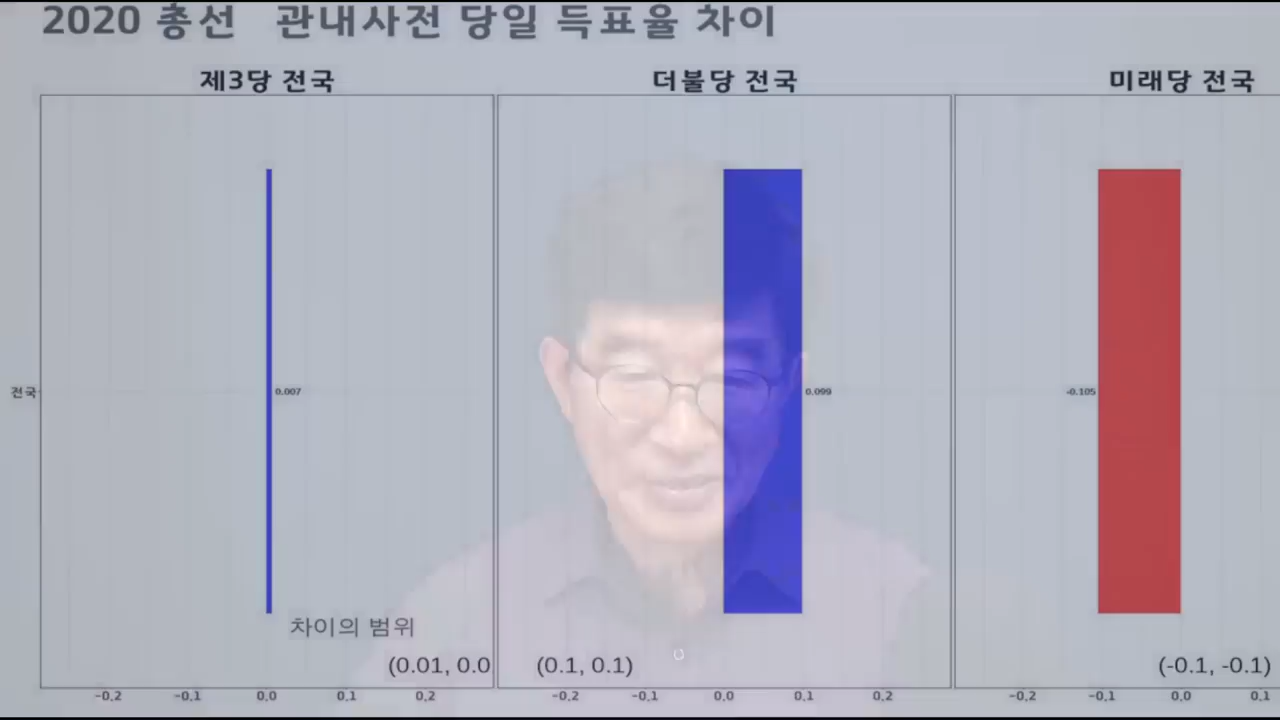 2020 총선 관내사전 당일 득표율 차이
제3당 전국
더불당 전국
미래당 전국
전국
0.007
0.099
-0.105
차이의 범위
(0.01, 0.0
(0.1, 0.1)
(-0.1, -0.1)
-0.2 -0.1 0.0 0.1 0.2
-0.2 -0.1 0.0 0.1 0.2
-0.2 -0.1 0.0 0.1